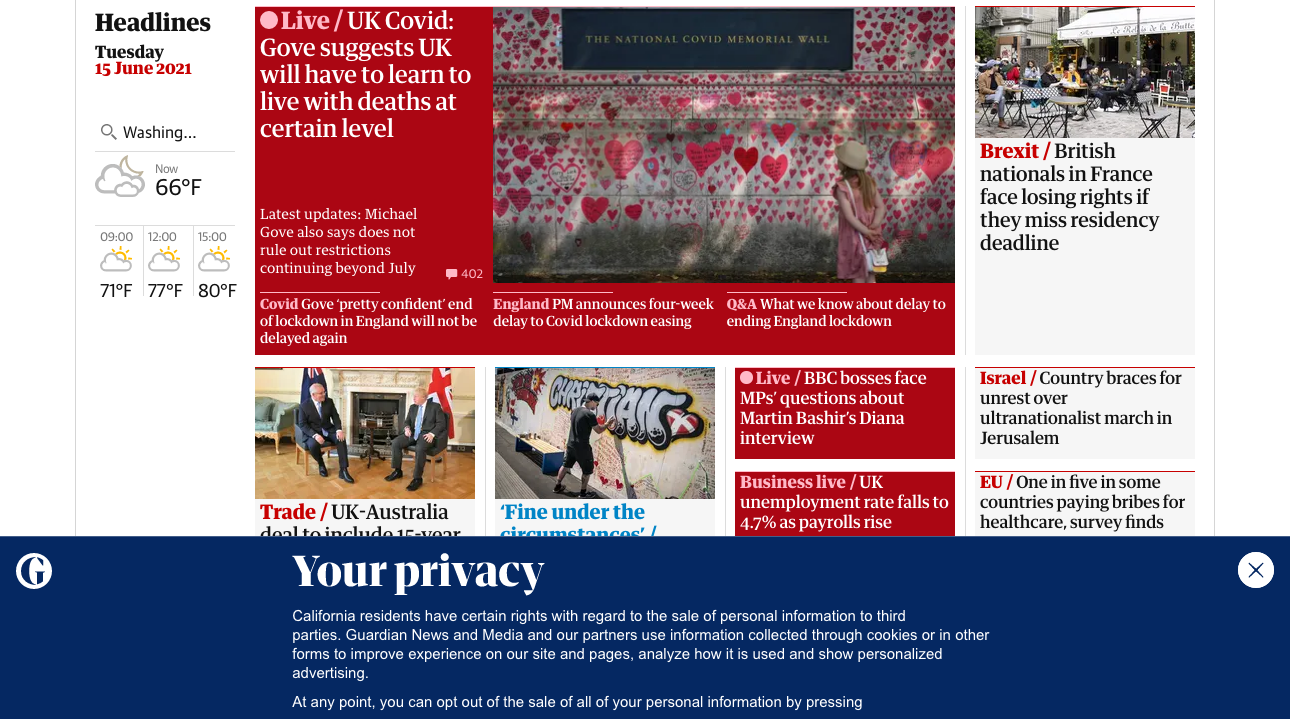 Headlines
Tuesday
15 June 2021
Washing...
Now
66°F
09:00
12:00
15:00
71°F
77°F
80°F
Live / UK Covid:
Gove suggests UK
will have to learn to
live with deaths at
certain level
Latest updates: Michael
Gove also says does not
rule out restrictions
continuing beyond July
402
THE NATIONAL COVID MEMORIAL WALL
Covid Gove ‘pretty confident’ end
of lockdown in England will not be
delayed again
England PM announces four-week
delay to Covid lockdown easing
Q&A What we know about delay to
ending England lockdown
Le Relais de la Butte
Brexit / British
nationals in France
face losing rights if
they miss residency
deadline
Trade / UK-Australia
deal to include 15-year
CHRISTIAN
‘Fine under the
circumstances’ /
Live / BBC bosses face
MPs’ questions about
Martin Bashir’s Diana
interview
Business live / UK
unemployment rate falls to
4.7% as payrolls rise
Israel / Country braces for
unrest over
ultranationalist march in
Jerusalem
EU / One in five in some
countries paying bribes for
healthcare, survey finds
G
Your privacy
California residents have certain rights with regard to the sale of personal information to third
parties. Guardian News and Media and our partners use information collected through cookies or in other
forms to improve experience on our site and pages, analyze how it is used and show personalized
advertising.
At any point, you can opt out of the sale of all of your personal information by pressing